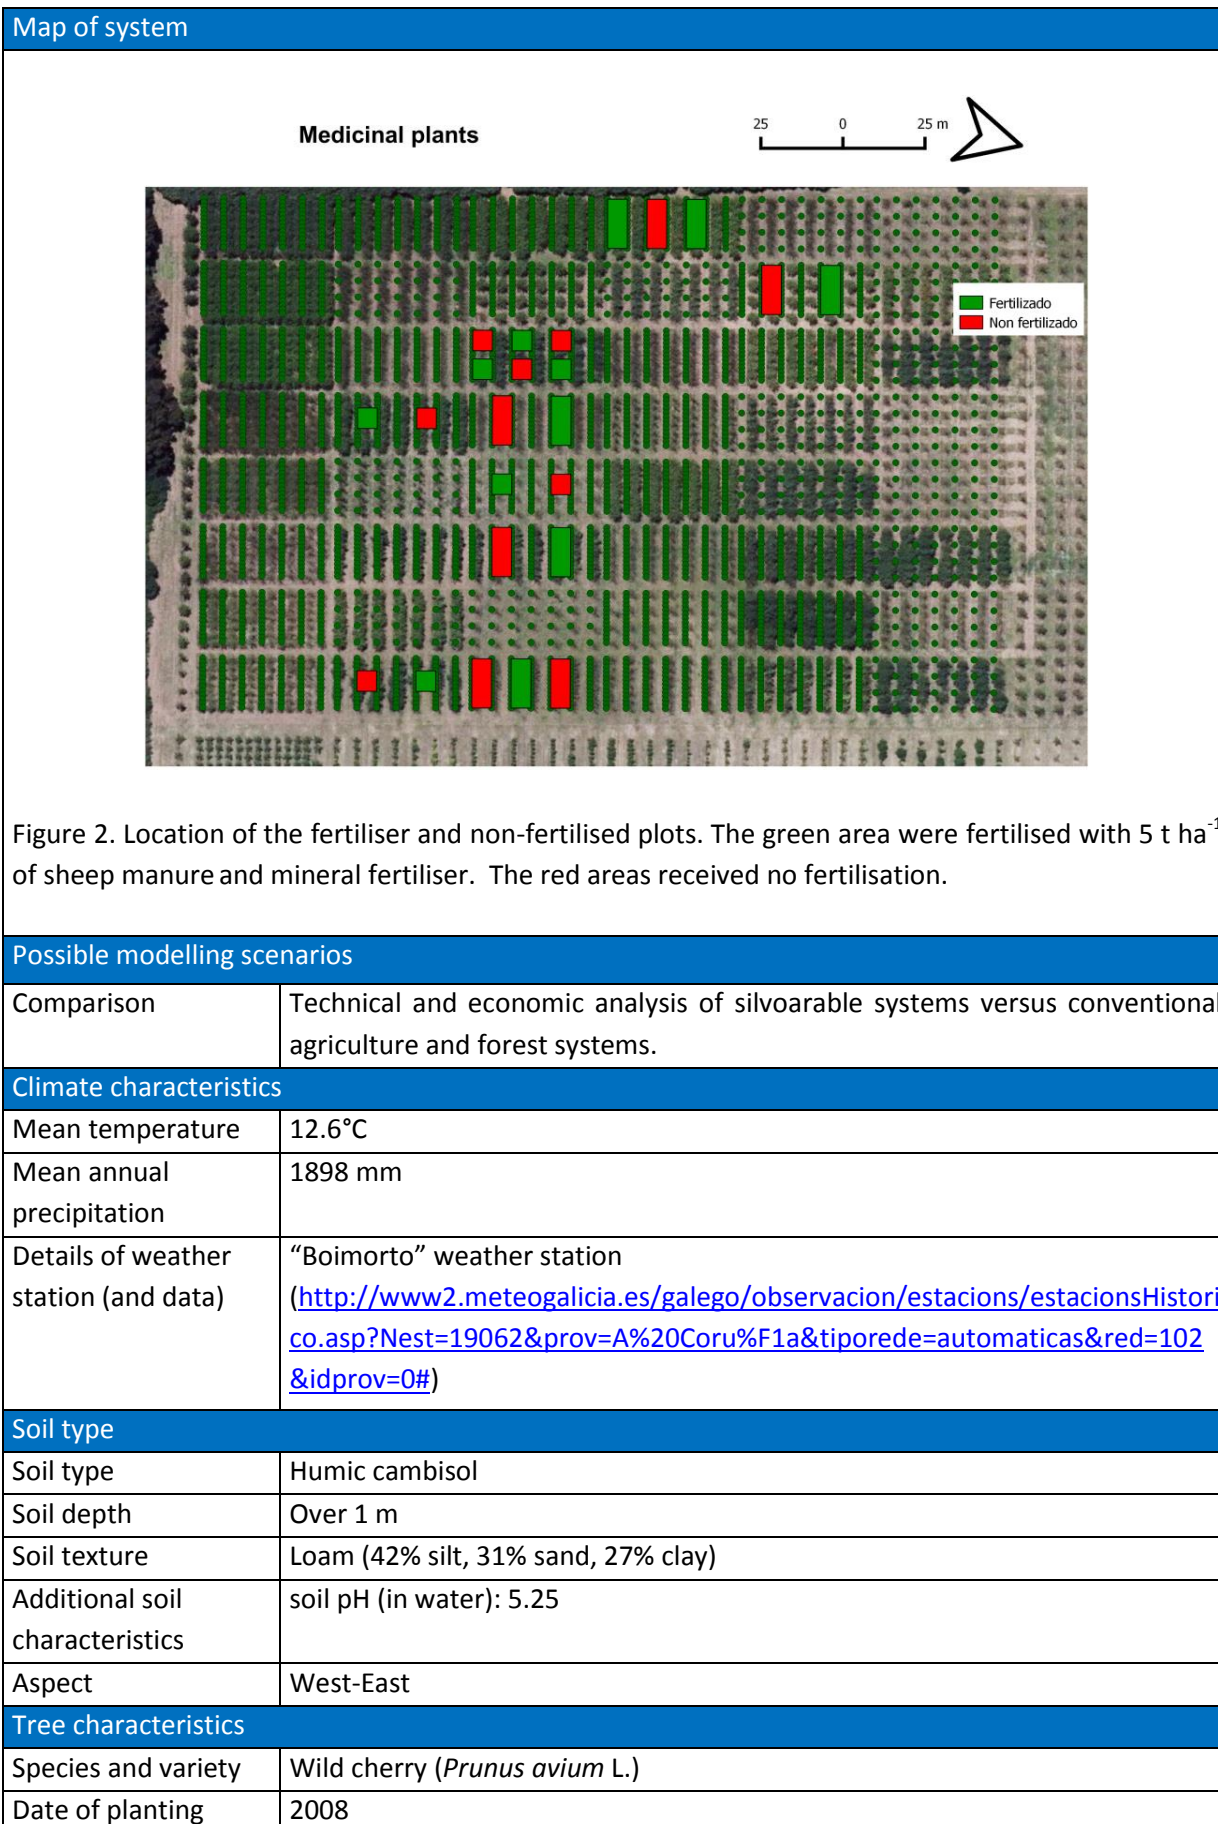 Map of system
Medicinal plants
25 0 25 m
Fertilizado
Non fertilizado
Figure 2. Location of the fertiliser and non-fertilised plots. The green area were fertilised with 5 t ha-1
of sheep manure and mineral fertiliser. The red areas received no fertilisation.
Possible modelling scenarios
Comparison Technical and economic analysis of silvoarable systems versus conventional
agriculture and forest systems.
Climate characteristics
Mean temperature 12.6°C
Mean annual 1898 mm
precipitation
Details of weather “Boimorto” weather station
station (and data) (http://www2.meteogalicia.es/galego/observacion/estacions/estacionsHistori
co.asp?Nest=19062&prov=A%20Coru%F1a&tiporede=automaticas&red=102
&idprov=0#)
Soil type
Soil type Humic cambisol
Soil depth Over 1 m
Soil texture Loam (42% silt, 31% sand, 27% clay)
Additional soil soil pH (in water): 5.25
characteristics
Aspect West-East
Tree characteristics
Species and variety Wild cherry (Prunus avium L.)
Date of planting 2008